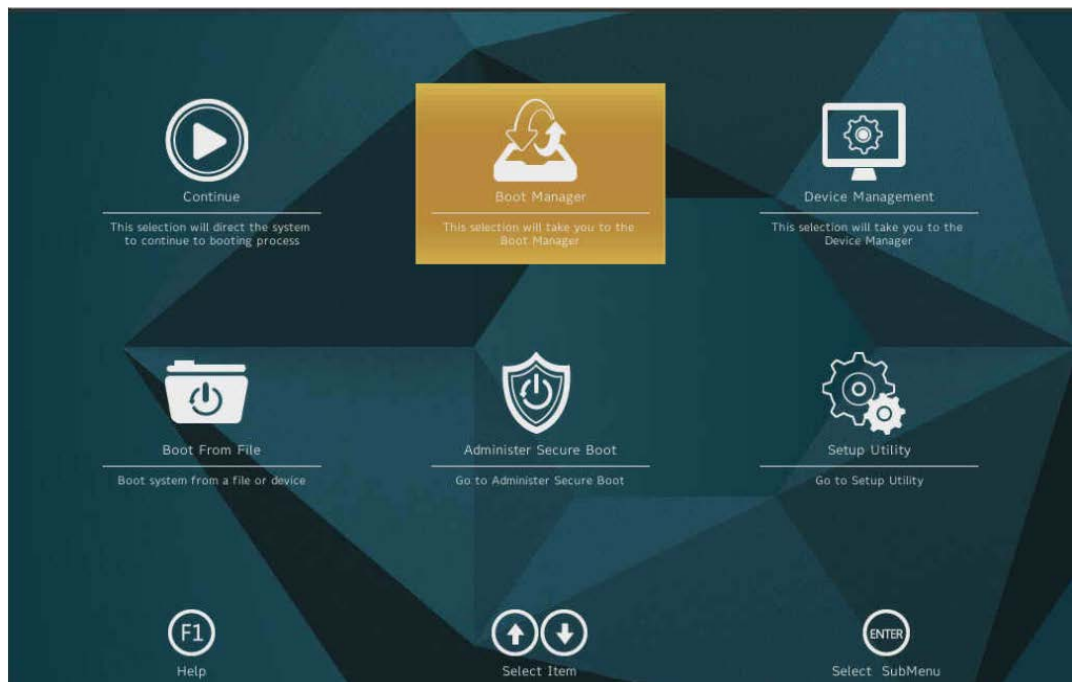 Continue
This selection will direct the system
to continue to booting process
Boot Manager
This selection will take you to the
Boot Manager
Device Management
This selection will take you to the
Device Manager
Boot From File
Boot system from a file or device
Administer Secure Boot
Go to Administer Secure Boot
Setup Utility
Go to Setup Utility
F1
Help
Select Item
ENTER
Select SubMenu